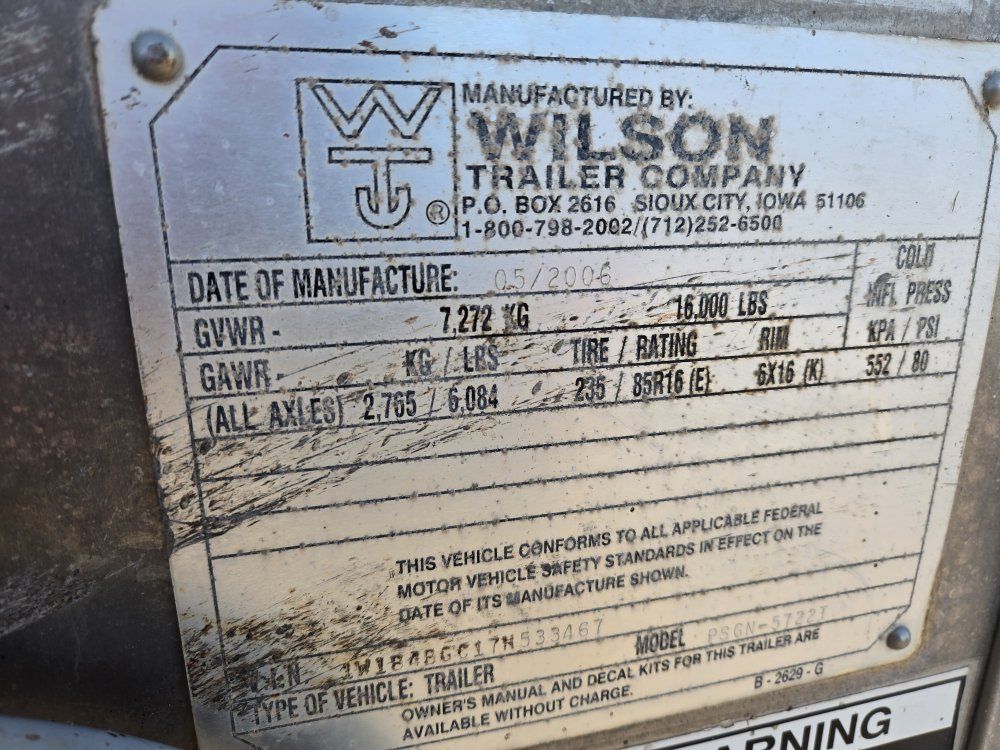 WTJ®
MANUFACTURED BY:
WILSON
TRAILER COMPANY
P.O. BOX 2616 SIOUX CITY, IOWA 51106
1-800-798-2002/(712)252-6500
DATE OF MANUFACTURE: 05/2006
COLD
GVWR - 7,272 KG 16,000 LBS INFL PRESS
GAWR - KG / LBS TIRE / RATING RIM KPA / PSI
(ALL AXLES) 2,765 / 6,084 235 / 85R16 (E) 6X16 (K) 552 / 80
THIS VEHICLE CONFORMS TO ALL APPLICABLE FEDERAL
MOTOR VEHICLE SAFETY STANDARDS IN EFFECT ON THE
DATE OF ITS MANUFACTURE SHOWN.
V.I.N. MODEL PSGN-5722T
TYPE OF VEHICLE: TRAILER
OWNER'S MANUAL AND DECAL KITS FOR THIS TRAILER ARE
AVAILABLE WITHOUT CHARGE.
B - 2629 - G